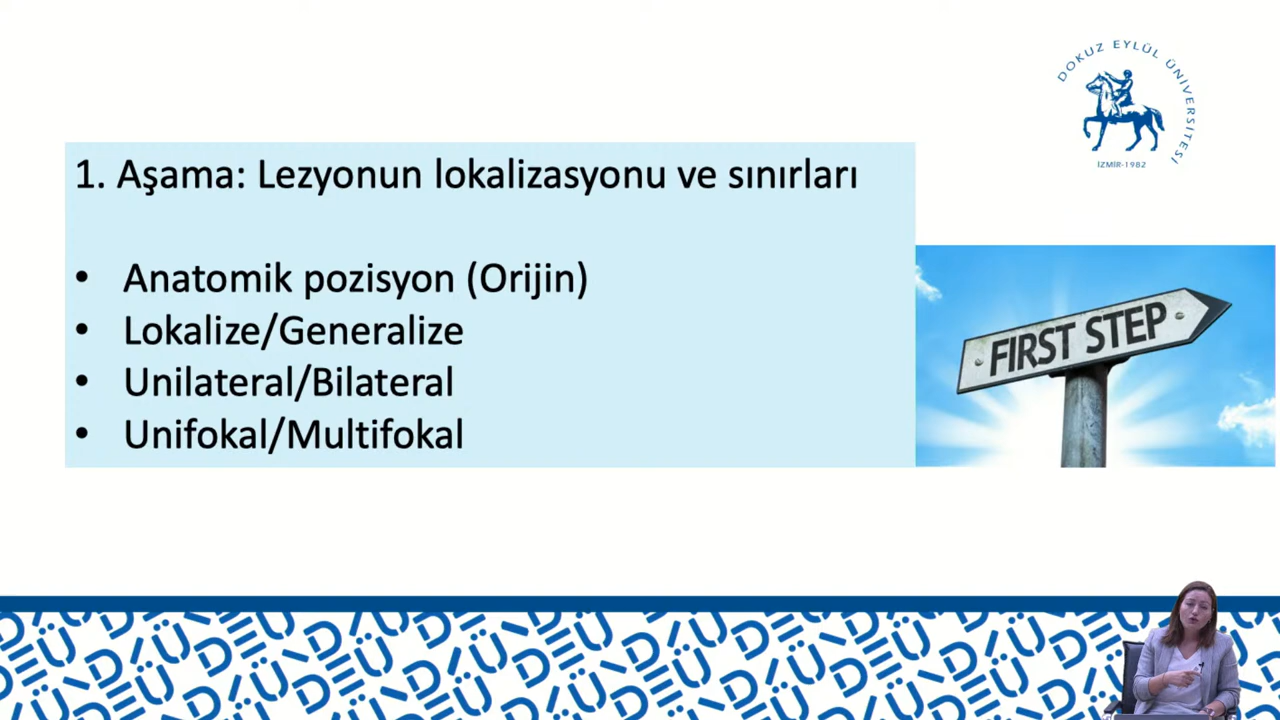 DOKUZ EYLÜL ÜNİVERSİTESİ
İZMİR-1982
1. Aşama: Lezyonun lokalizasyonu ve sınırları
• Anatomik pozisyon (Orijin)
• Lokalize/Generalize
• Unilateral/Bilateral
• Unifokal/Multifokal
FIRST STEP